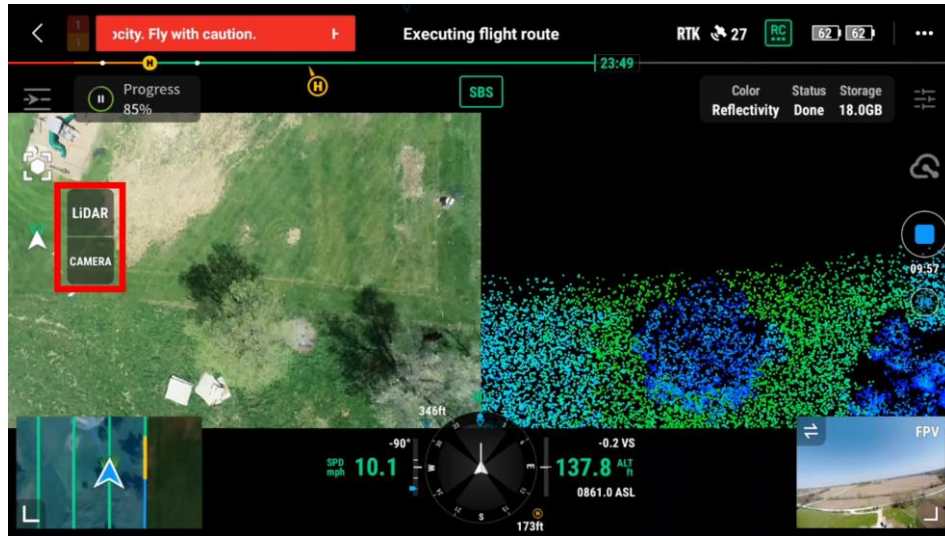 1
1
ocity. Fly with caution.
Executing flight route
RTK 27 RC 62 62
H
23:49
H
Progress
85%
SBS
Color Status Storage
Reflectivity Done 18.0GB
LiDAR
CAMERA
09:57
346ft
-90°
SPD
mph
10.1
W
E
S
-0.2 VS
137.8 ALT
ft
0861.0 ASL
H
173ft
FPV